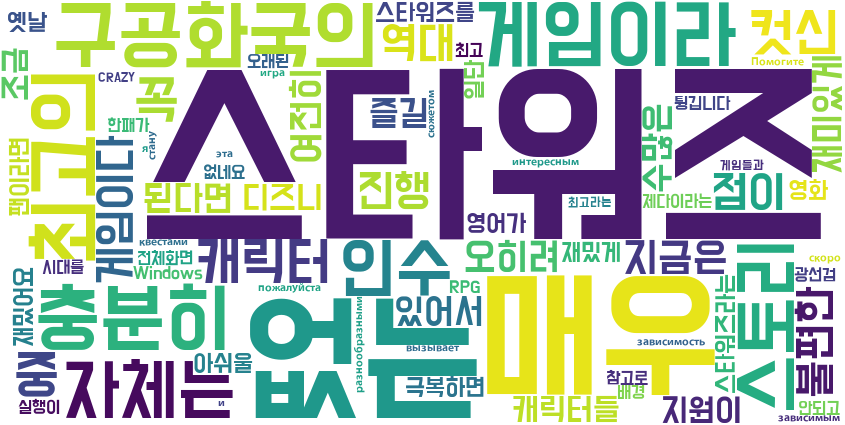 옛날
구공화국의
스타워즈를
역대
게임이라
컷신
조금
CRAZY
꼭
오래된
игра
여전히
최고
일단
Помогите
재미있게
최고의
스타워즈
한패가
стану
즐길
сюжетом
튕깁니다
수많은
팬이라면
게임이다
эта
없네요
된다면
디즈니
진행
интересным
게임들과
점이
영화
최고라는
제다이라는
영어가
квестами
전체화면
Windows
캐릭터
인수
오히려
재밌게
지금은
스토리
скоро
광선검
시대를
пожалуйста
RPG
매우
불편한
재밌어요
충분히
없는
있어서
разнообразными
스타워즈라는
зависимость
вызывает
아쉬울
중
자체는
극복하면
참고로
배경
실행이
и
캐릭터들
지원이
안되고
зависимым